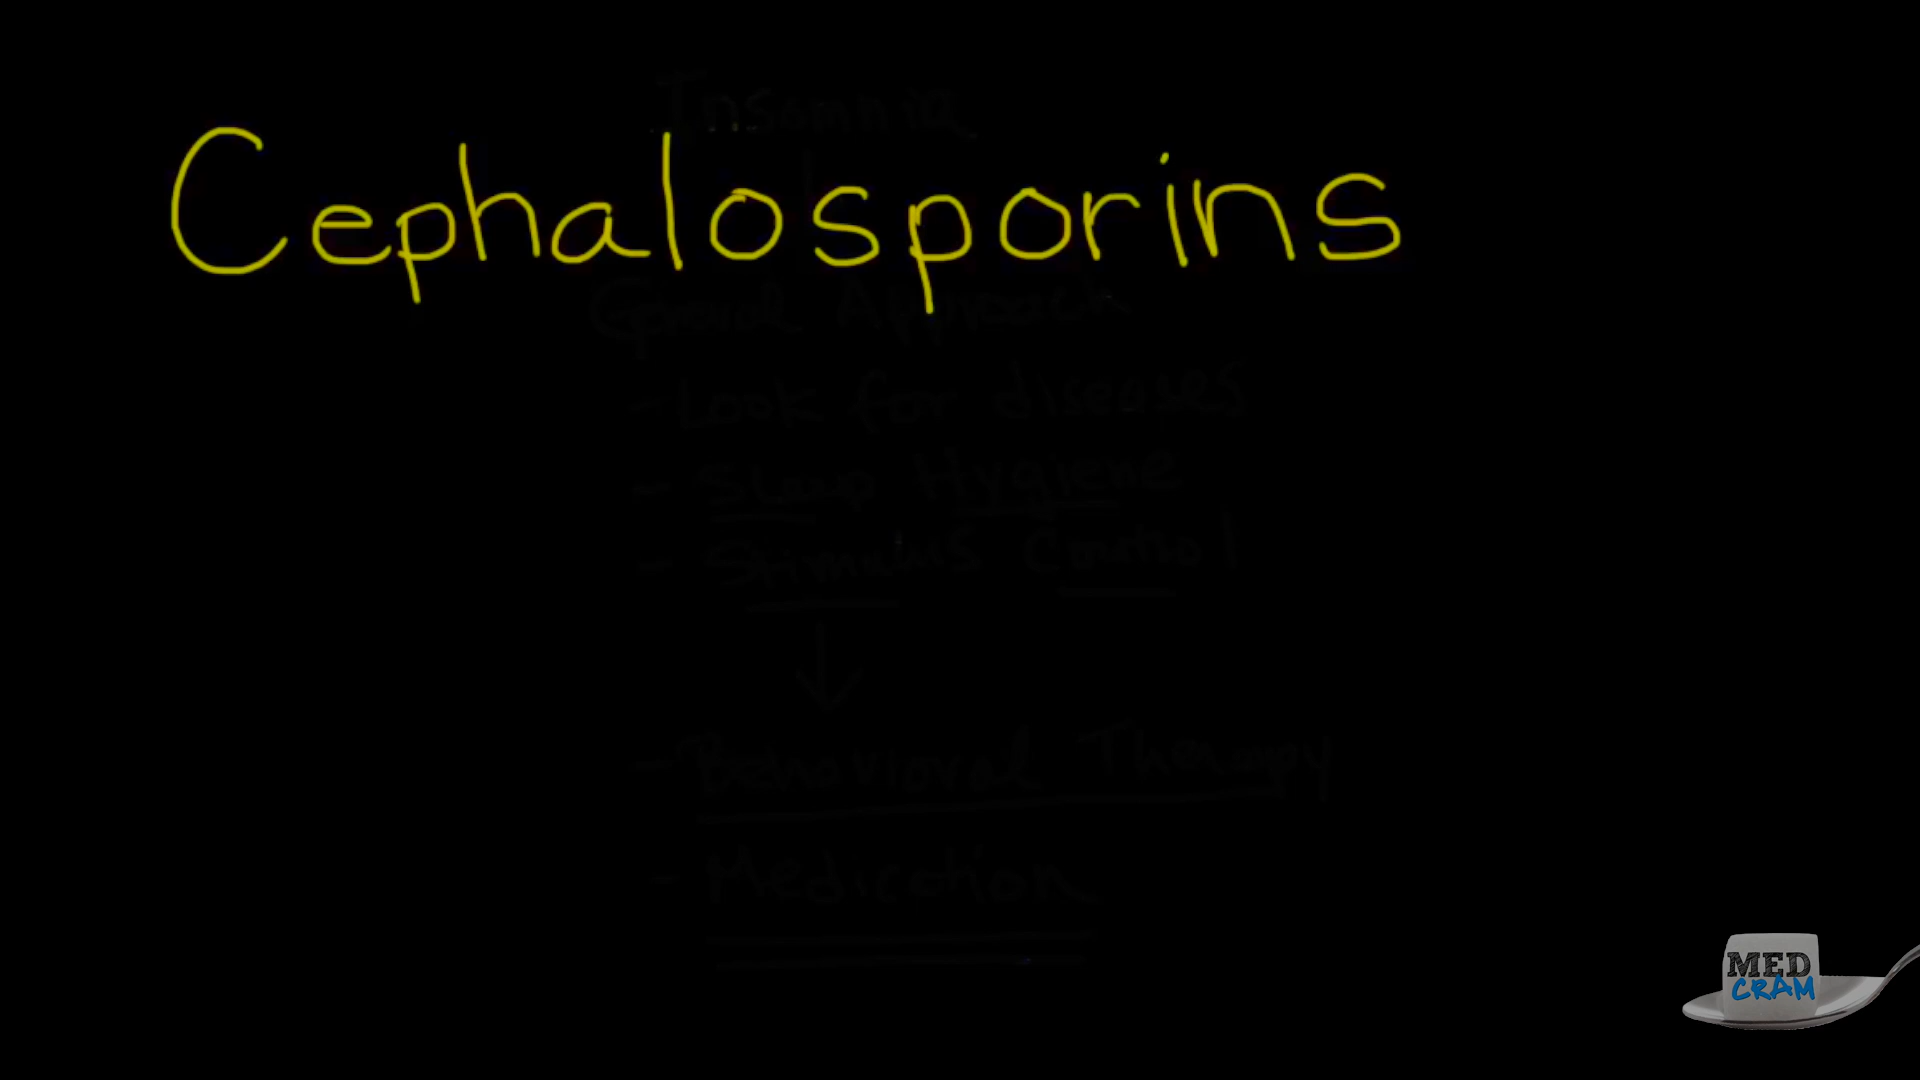 Insomnia
Cephalosporins
General Approach
- Look for diseases
- Sleep Hygiene
- Stimulus Control
- Behavioral Therapy
- Medication
MED
CRAM